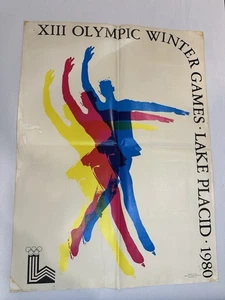 XIII OLYMPIC WINTER GAMES · LAKE PLACID · 1980